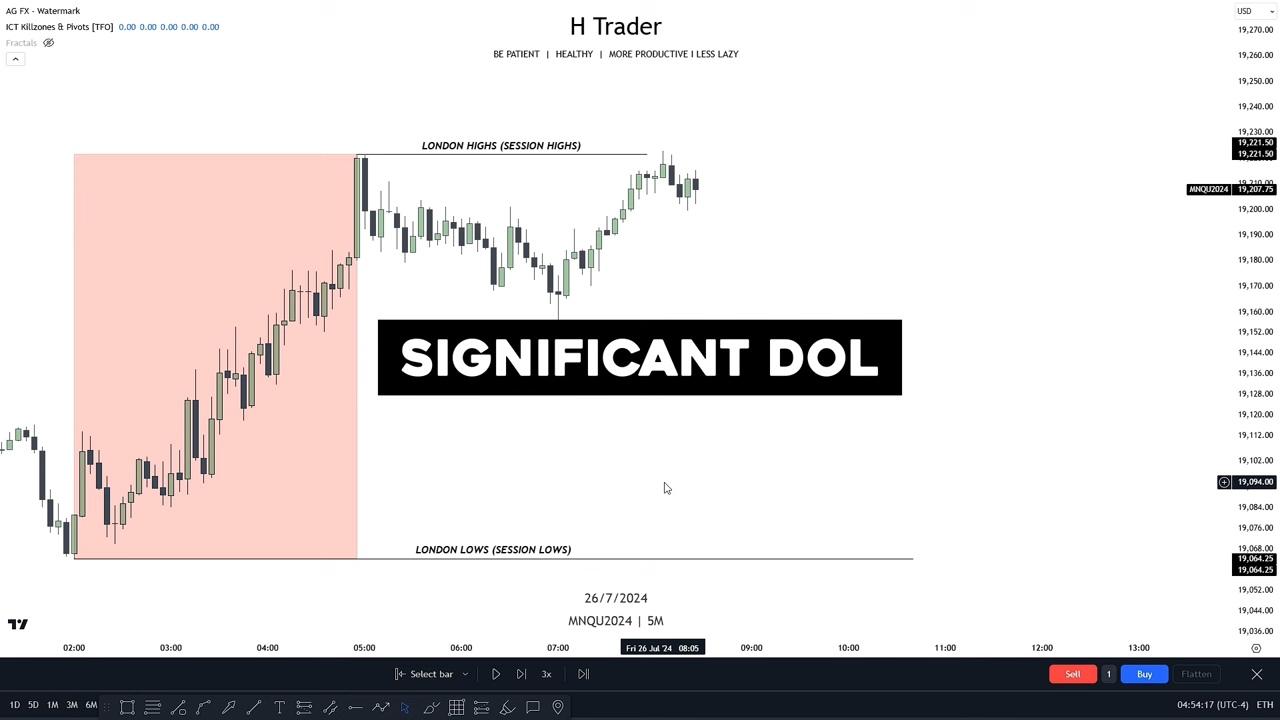 AG FX - Watermark
ICT Killzones & Pivots [TFO] 0.00 0.00 0.00 0.00 0.00
Fractals
H Trader
BE PATIENT | HEALTHY | MORE PRODUCTIVE I LESS LAZY
USD
19,270.00
19,260.00
19,250.00
19,240.00
19,230.00
19,221.50
19,221.50
19,210.00
MNQU2024 19,207.75
19,200.00
19,190.00
19,180.00
19,170.00
19,160.00
19,152.00
19,144.00
19,136.00
19,128.00
19,120.00
19,112.00
19,102.00
19,094.00
19,084.00
19,076.00
19,068.00
19,064.25
19,064.25
19,052.00
19,044.00
19,036.00
LONDON HIGHS (SESSION HIGHS)
SIGNIFICANT DOL
LONDON LOWS (SESSION LOWS)
26/7/2024
MNQU2024 | 5M
02:00 03:00 04:00 05:00 06:00 07:00 Fri 26 Jul '24 08:05 09:00 10:00 11:00 12:00 13:00
Select bar 3x Sell 1 Buy Flatten
1D 5D 1M 3M 6M 04:54:17 (UTC-4) ETH